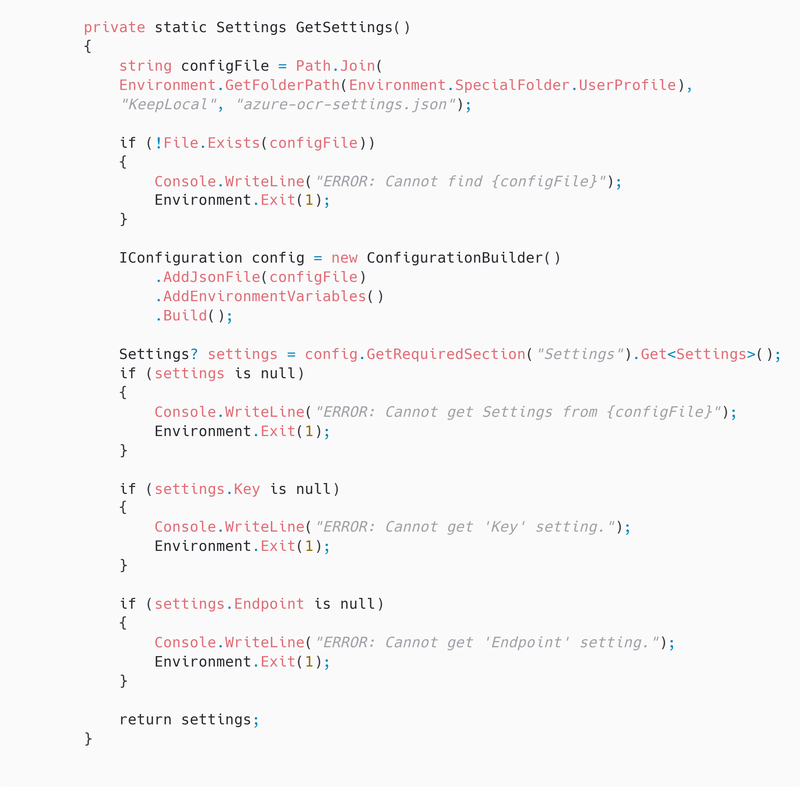 private static Settings GetSettings()
{
    string configFile = Path.Join(
    Environment.GetFolderPath(Environment.SpecialFolder.UserProfile),
    "KeepLocal", "azure-ocr-settings.json");

    if (!File.Exists(configFile))
    {
        Console.WriteLine("ERROR: Cannot find {configFile}");
        Environment.Exit(1);
    }

    IConfiguration config = new ConfigurationBuilder()
        .AddJsonFile(configFile)
        .AddEnvironmentVariables()
        .Build();

    Settings? settings = config.GetRequiredSection("Settings").Get<Settings>();
    if (settings is null)
    {
        Console.WriteLine("ERROR: Cannot get Settings from {configFile}");
        Environment.Exit(1);
    }

    if (settings.Key is null)
    {
        Console.WriteLine("ERROR: Cannot get 'Key' setting.");
        Environment.Exit(1);
    }

    if (settings.Endpoint is null)
    {
        Console.WriteLine("ERROR: Cannot get 'Endpoint' setting.");
        Environment.Exit(1);
    }

    return settings;
}